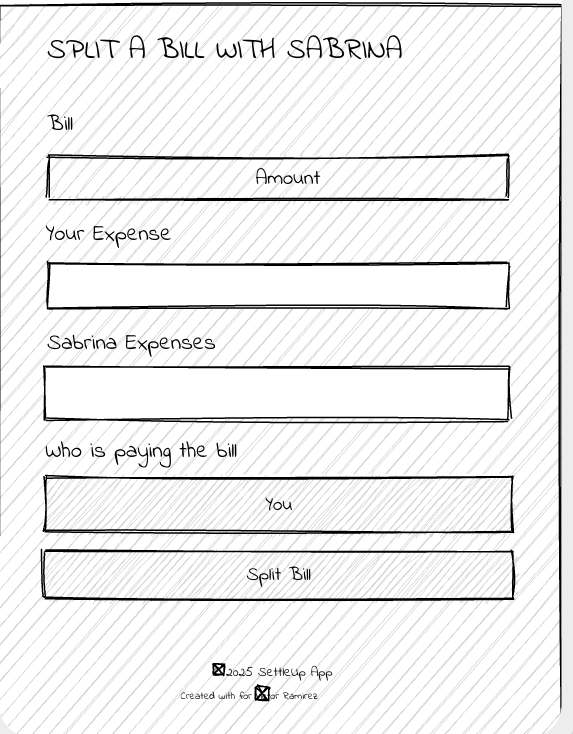 SPLIT A BILL WITH SABRINA
Bill
Amount
Your Expense
Sabrina Expenses
Who is paying the bill
You
Split Bill
2025 SettleUp App
Created with for or Ramirez